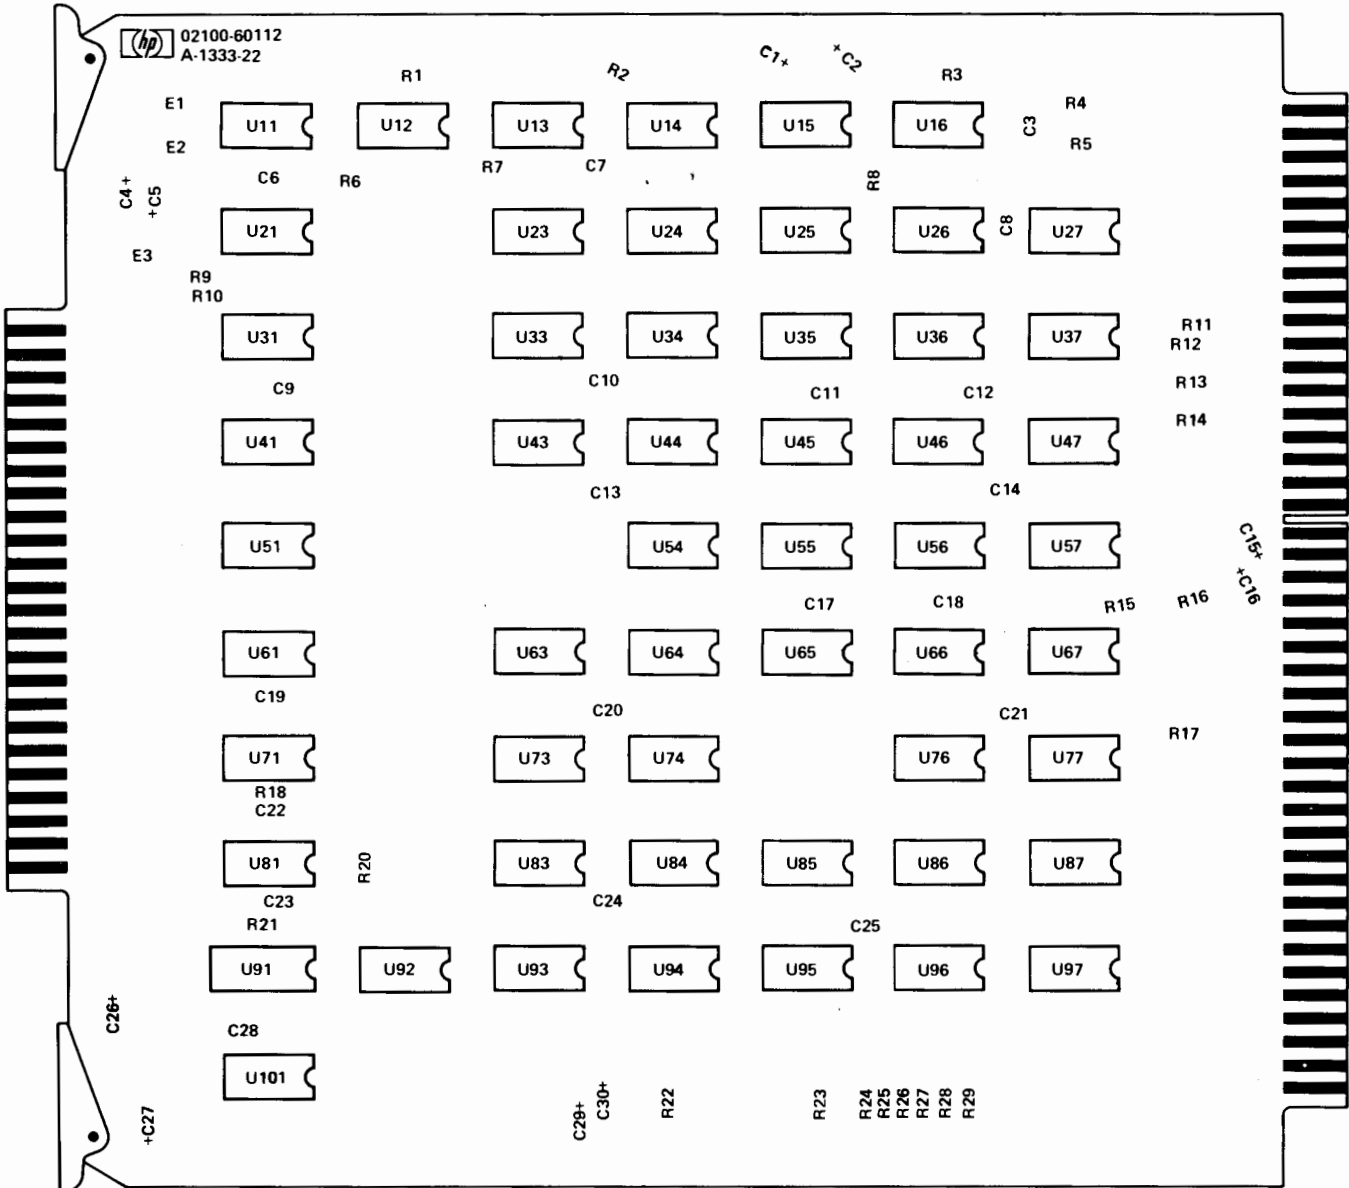 hp 02100-60112
A-1333-22
C1+ +C2
R1 R2 R3
E1 R4
U11 U12 U13 U14 U15 U16 C3
E2 R5
C6 R6 R7 C7 R8
C4+ +C5
U21 U23 U24 U25 U26 C8 U27
E3
R9
R10
U31 U33 U34 U35 U36 U37 R11
R12
C9 C10 C11 C12 R13
R14
U41 U43 U44 U45 U46 U47
C13 C14
U51 U54 U55 U56 U57 C15+
+C16
C17 C18 R15 R16
U61 U63 U64 U65 U66 U67
C19 C20 C21
R17
U71 U73 U74 U76 U77
R18
C22
U81 R20 U83 U84 U85 U86 U87
C23 C24
R21 C25
U91 U92 U93 U94 U95 U96 U97
C26+
C28
U101
+C27 C29+ C30+ R22 R23 R24 R25 R26 R27 R28 R29